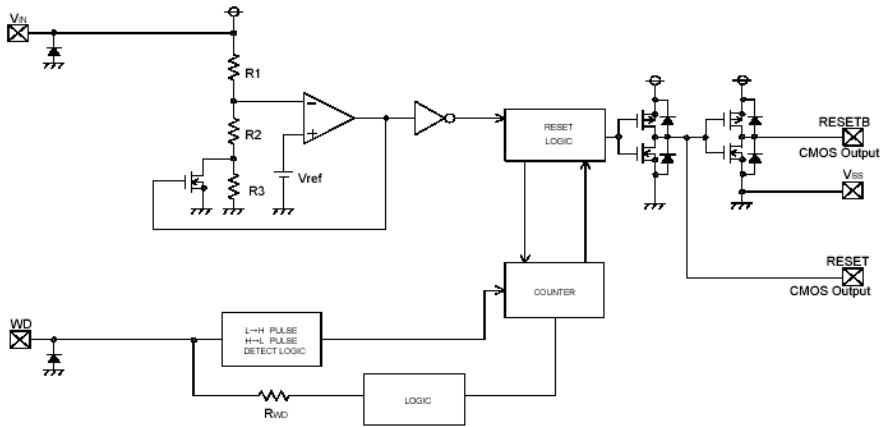 VIN
R1
R2
R3
Vref
RESET
LOGIC
RESETB
CMOS Output
VSS
RESET
CMOS Output
COUNTER
WD
L→H PULSE
H→L PULSE
DETECT LOGIC
RWD
LOGIC